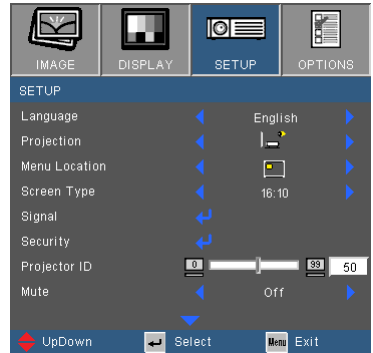 IMAGE DISPLAY SETUP OPTIONS
SETUP
Language English
Projection
Menu Location
Screen Type 16:10
Signal
Security
Projector ID 0 99 50
Mute Off
UpDown Select Menu Exit